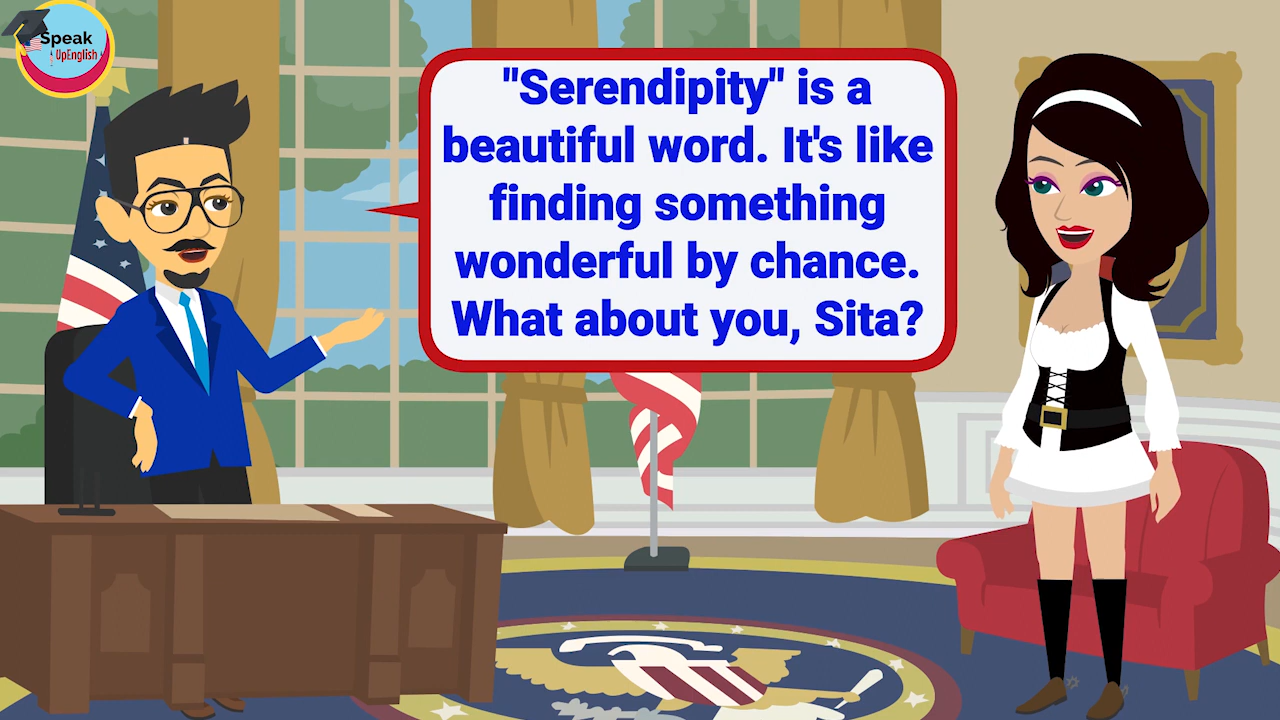 Speak
UpEnglish
"Serendipity" is a
beautiful word. It's like
finding something
wonderful by chance.
What about you, Sita?